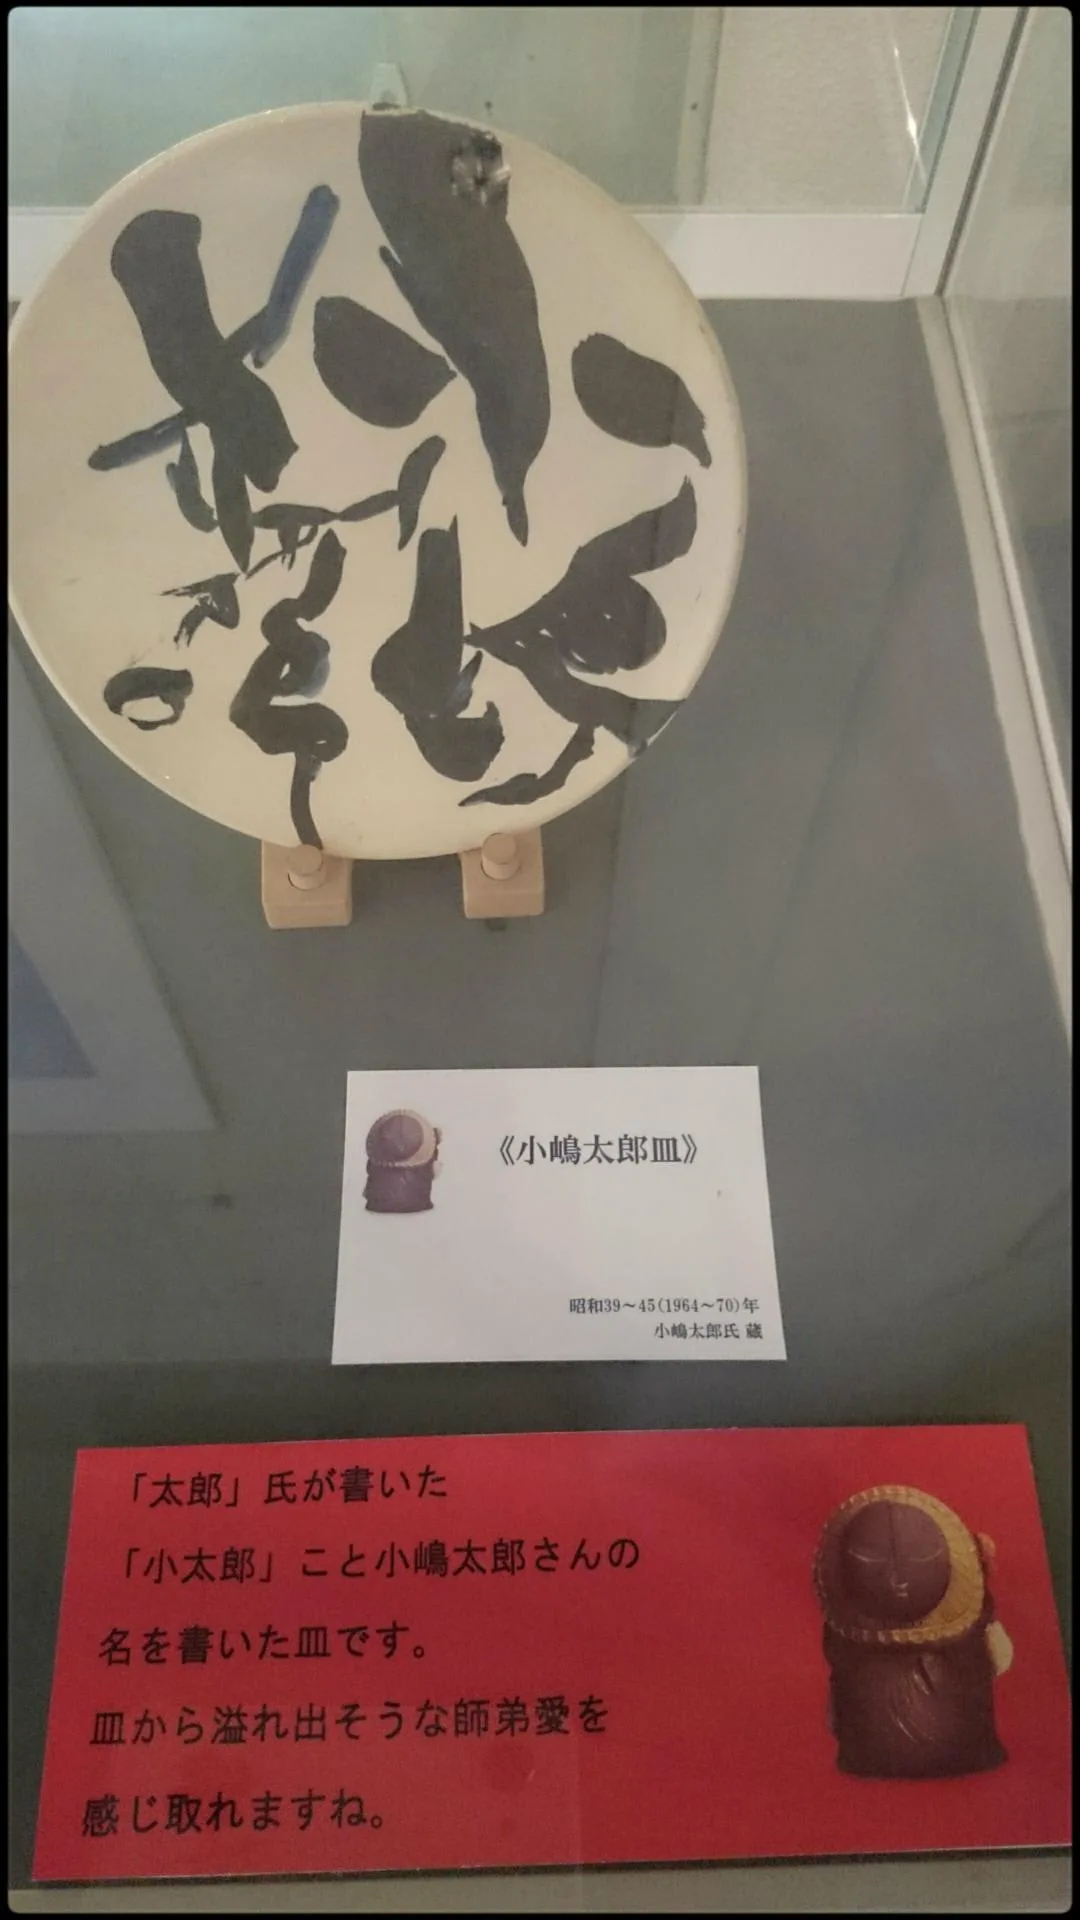 《小嶋太郎皿》
昭和39～45(1964～70)年
小嶋太郎氏 蔵
「太郎」氏が書いた
「小太郎」こと小嶋太郎さんの
名を書いた皿です。
皿から溢れ出そうな師弟愛を
感じ取れますね。